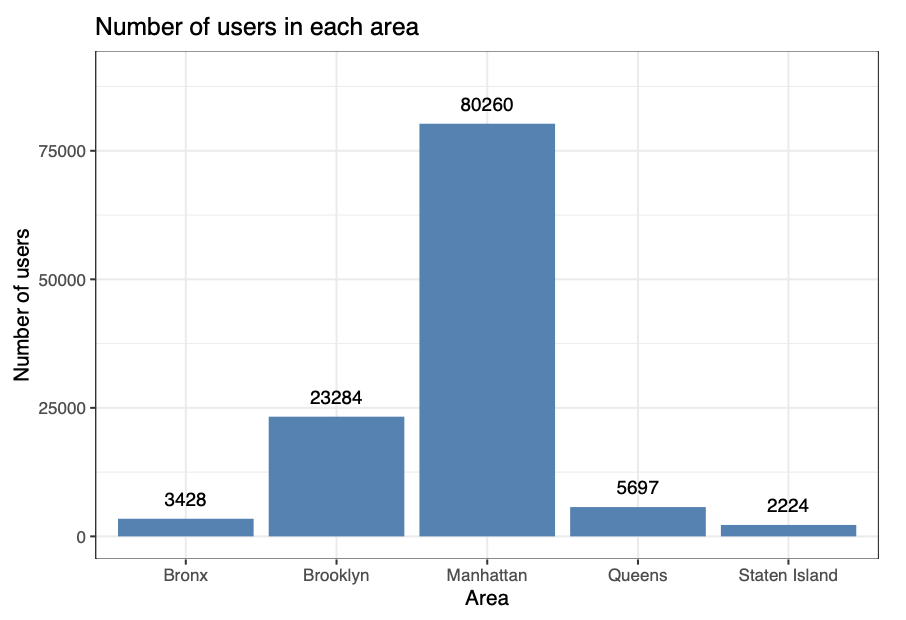 Number of users in each area
Number of users
75000
50000
25000
0
80260
23284
3428
5697
2224
Bronx Brooklyn Manhattan Queens Staten Island
Area